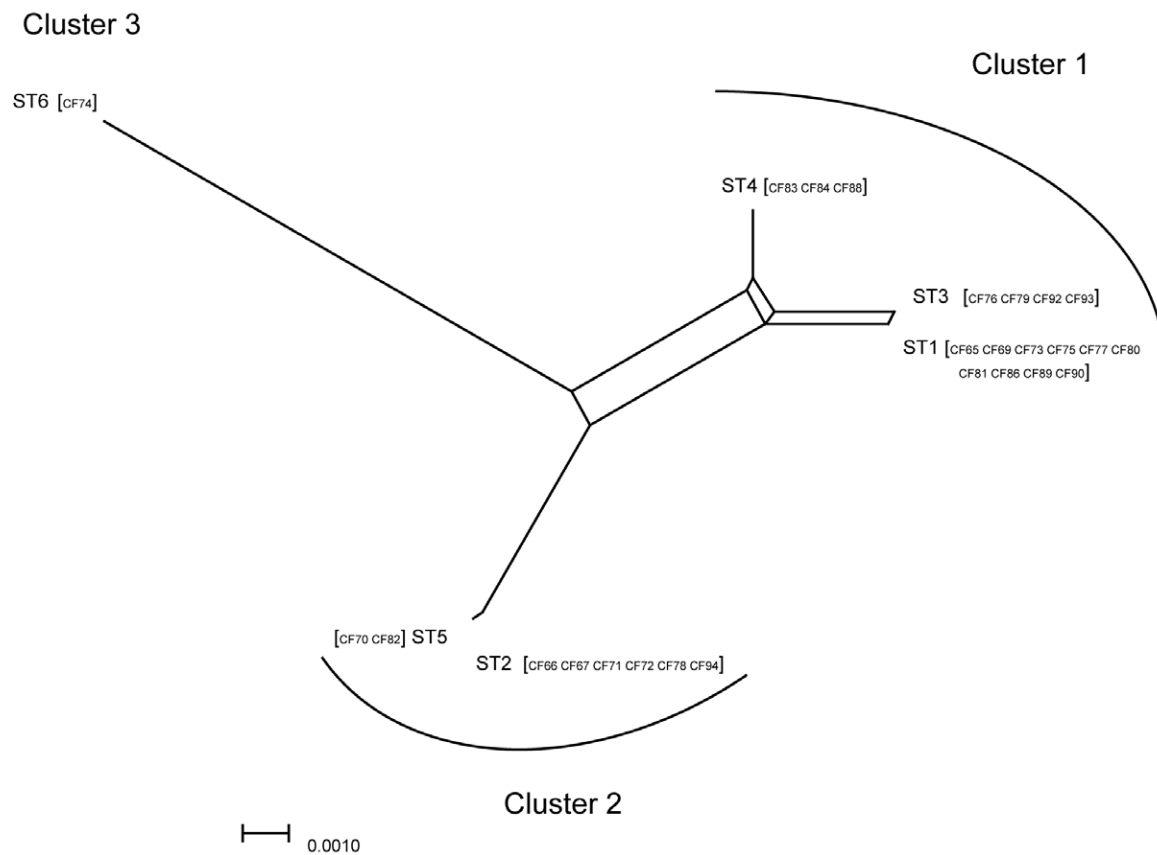 Cluster 3
Cluster 1
ST6 [CF74]
ST4 [CF83 CF84 CF88]
ST3 [CF76 CF79 CF92 CF93]
ST1 [CF65 CF69 CF73 CF75 CF77 CF80
CF81 CF86 CF89 CF90]
[CF70 CF82] ST5
ST2 [CF66 CF67 CF71 CF72 CF78 CF94]
Cluster 2
0.0010